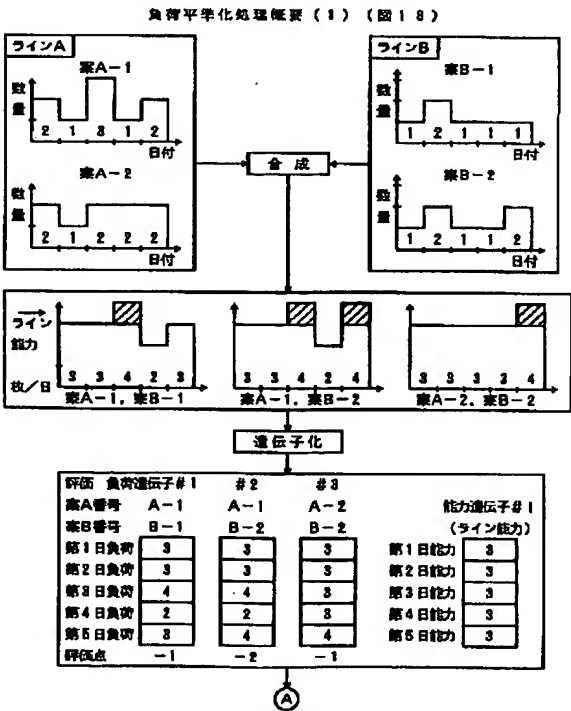 負荷平準化処理概要(1)(図18)
ラインA
案A-1
数量
2 1 3 1 2
日付
案A-2
数量
2 1 2 2 2
日付
ラインB
案B-1
数量
1 2 1 1 1
日付
案B-2
数量
1 2 1 1 2
日付
合成
ライン能力
枚/日
3 3 4 2 3
案A-1,案B-1
3 3 4 2 4
案A-1,案B-2
3 3 3 3 4
案A-2,案B-2
遺伝子化
評価 負荷遺伝子#1 #2 #3
案A番号 A-1 A-1 A-2
案B番号 B-1 B-2 B-2 能力遺伝子#1
(ライン能力)
第1日負荷 3 3 3 第1日能力 3
第2日負荷 3 3 3 第2日能力 3
第3日負荷 4 4 3 第3日能力 3
第4日負荷 2 2 3 第4日能力 3
第5日負荷 3 4 4 第5日能力 3
評価点 -1 -2 -1
A